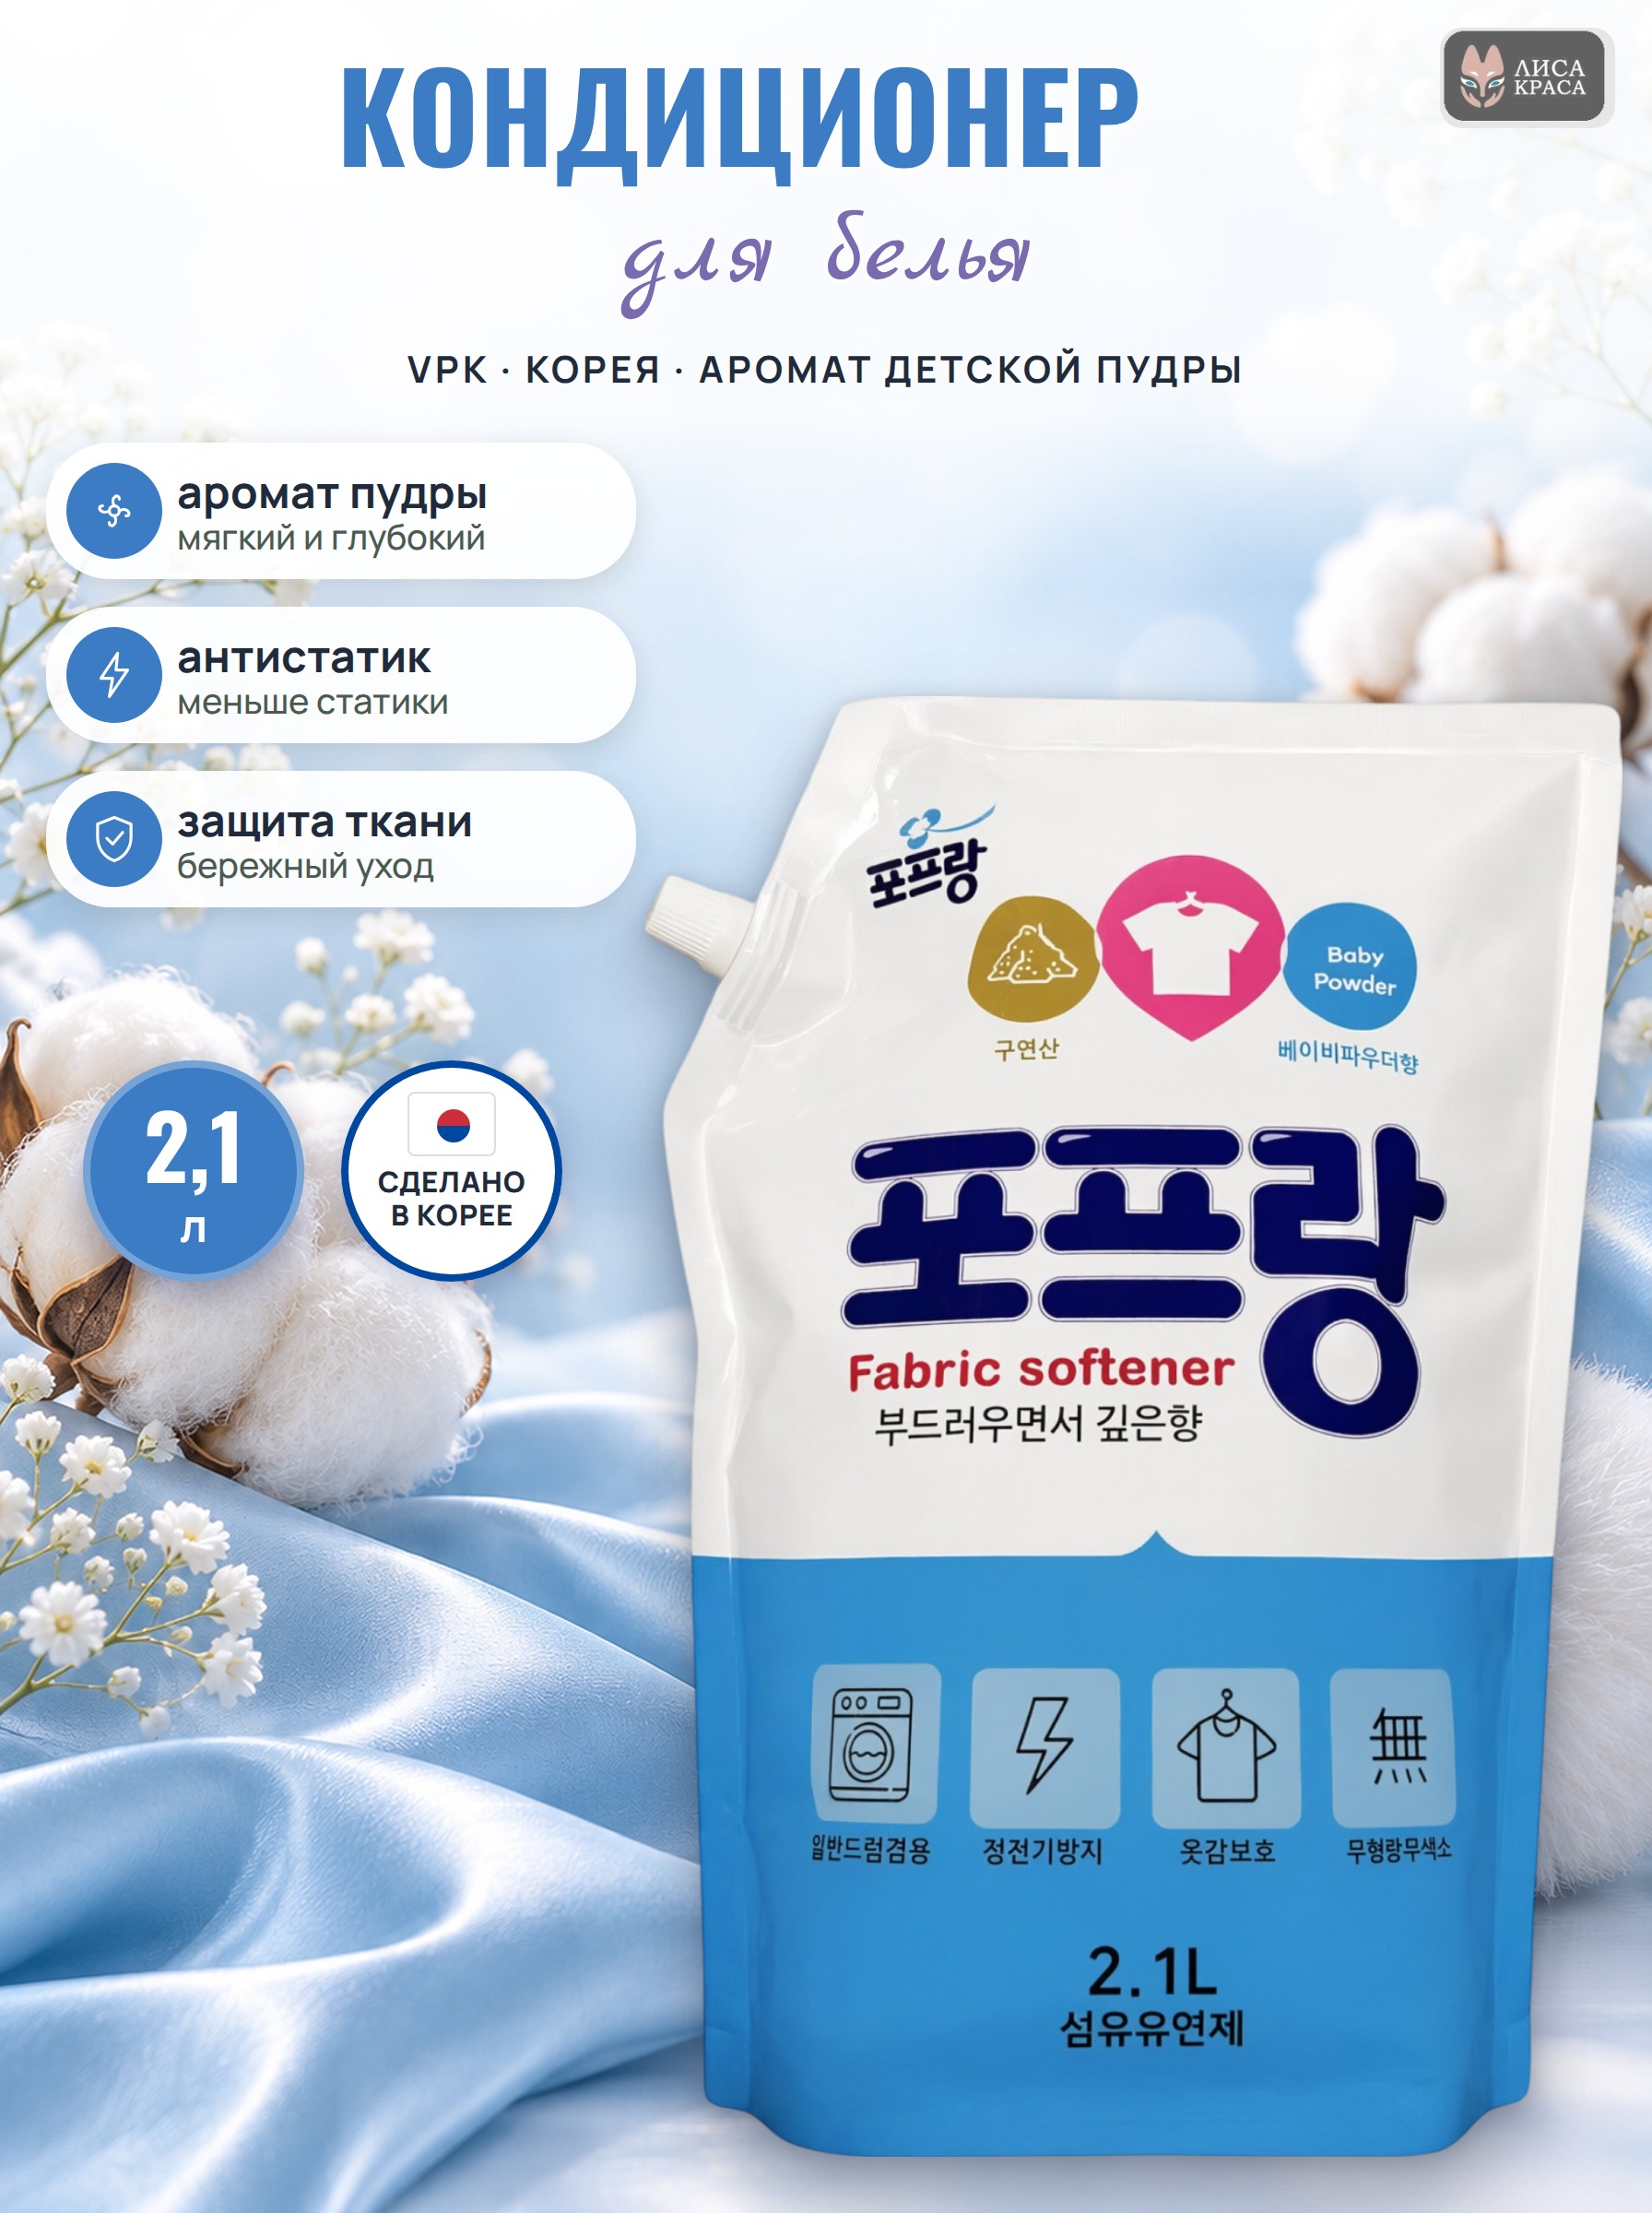 КОНДИЦИОНЕР
для белья
VPK · КОРЕЯ · АРОМАТ ДЕТСКОЙ ПУДРЫ
ЛИСА
КРАСА
аромат пудры
мягкий и глубокий
антистатик
меньше статики
защита ткани
бережный уход
2,1
л
СДЕЛАНО
В КОРЕЕ
포프랑
Baby
Powder
구연산
베이비파우더향
포프랑
Fabric softener
부드러우면서 깊은향
無
일반드럼겸용
정전기방지
옷감보호
무형광무색소
2.1L
섬유유연제